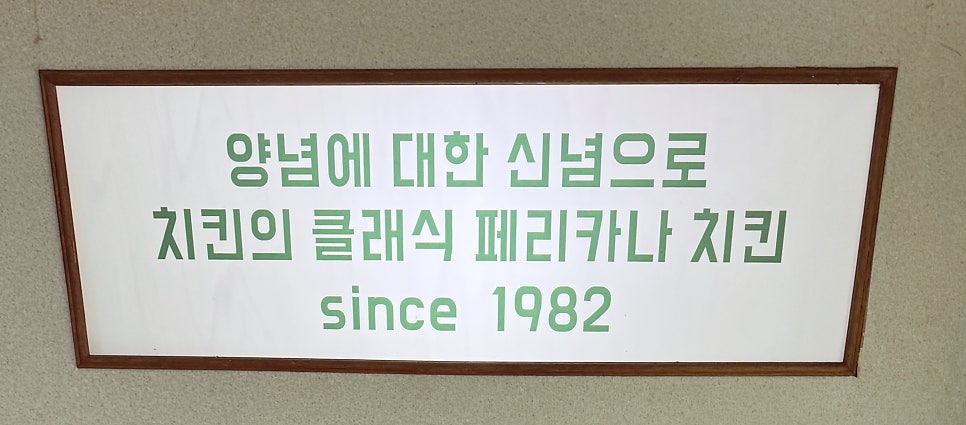 양념에 대한 신념으로
치킨의 클래식 페리카나 치킨
since 1982